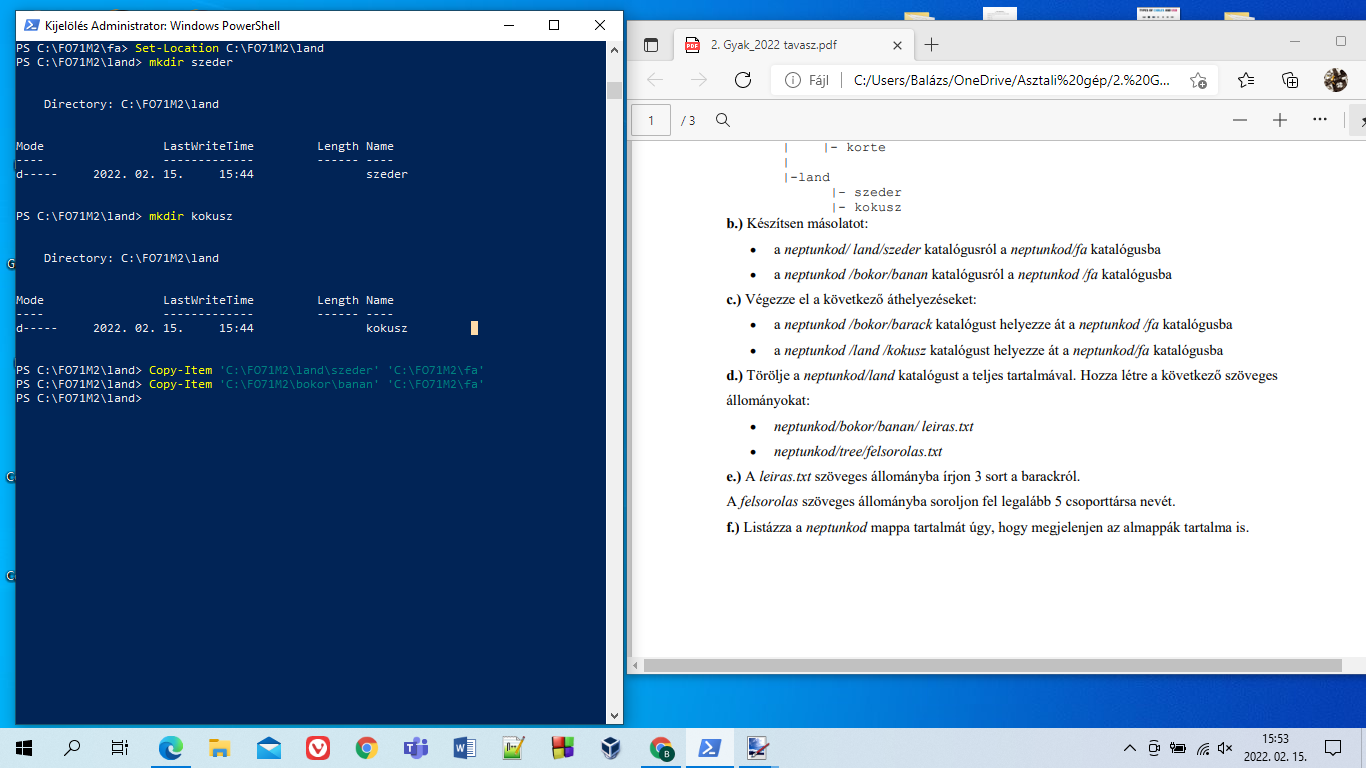 Kijelölés Administrator: Windows PowerShell
PS C:\FO71M2\fa> Set-Location C:\FO71M2\land
PS C:\FO71M2\land> mkdir szeder
Directory: C:\FO71M2\land
Mode LastWriteTime Length Name
---- ------------- ------ ----
d----- 2022. 02. 15. 15:44 szeder
PS C:\FO71M2\land> mkdir kokusz
Directory: C:\FO71M2\land
Mode LastWriteTime Length Name
---- ------------- ------ ----
d----- 2022. 02. 15. 15:44 kokusz
PS C:\FO71M2\land> Copy-Item 'C:\FO71M2\land\szeder' 'C:\FO71M2\fa'
PS C:\FO71M2\land> Copy-Item 'C:\FO71M2\bokor\banan' 'C:\FO71M2\fa'
PS C:\FO71M2\land>
2. Gyak_2022 tavasz.pdf
Fájl | C:/Users/Balázs/OneDrive/Asztali%20gép/2.%20G...
1 / 3
| |- korte
|
|-land
|- szeder
|- kokusz
b.) Készítsen másolatot:
• a neptunkod/ land/szeder katalógusról a neptunkod/fa katalógusba
• a neptunkod /bokor/banan katalógusról a neptunkod /fa katalógusba
c.) Végezze el a következő áthelyezéseket:
• a neptunkod /bokor/barack katalógust helyezze át a neptunkod /fa katalógusba
• a neptunkod /land /kokusz katalógust helyezze át a neptunkod/fa katalógusba
d.) Törölje a neptunkod/land katalógust a teljes tartalmával. Hozza létre a következő szöveges
állományokat:
• neptunkod/bokor/banan/ leiras.txt
• neptunkod/tree/felsorolas.txt
e.) A leiras.txt szöveges állományba írjon 3 sort a barackról.
A felsorolas szöveges állományba soroljon fel legalább 5 csoporttársa nevét.
f.) Listázza a neptunkod mappa tartalmát úgy, hogy megjelenjen az almappák tartalma is.
15:53
2022. 02. 15.